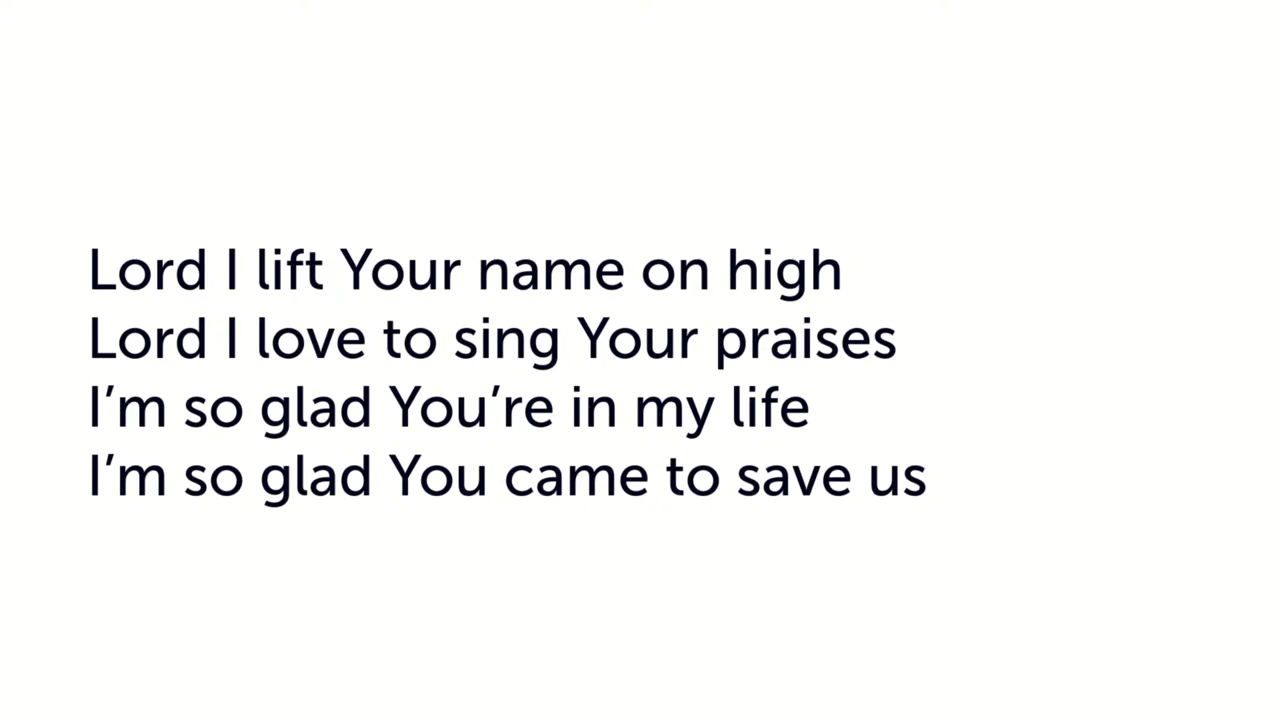 Lord I lift Your name on high
Lord I love to sing Your praises
I’m so glad You’re in my life
I’m so glad You came to save us